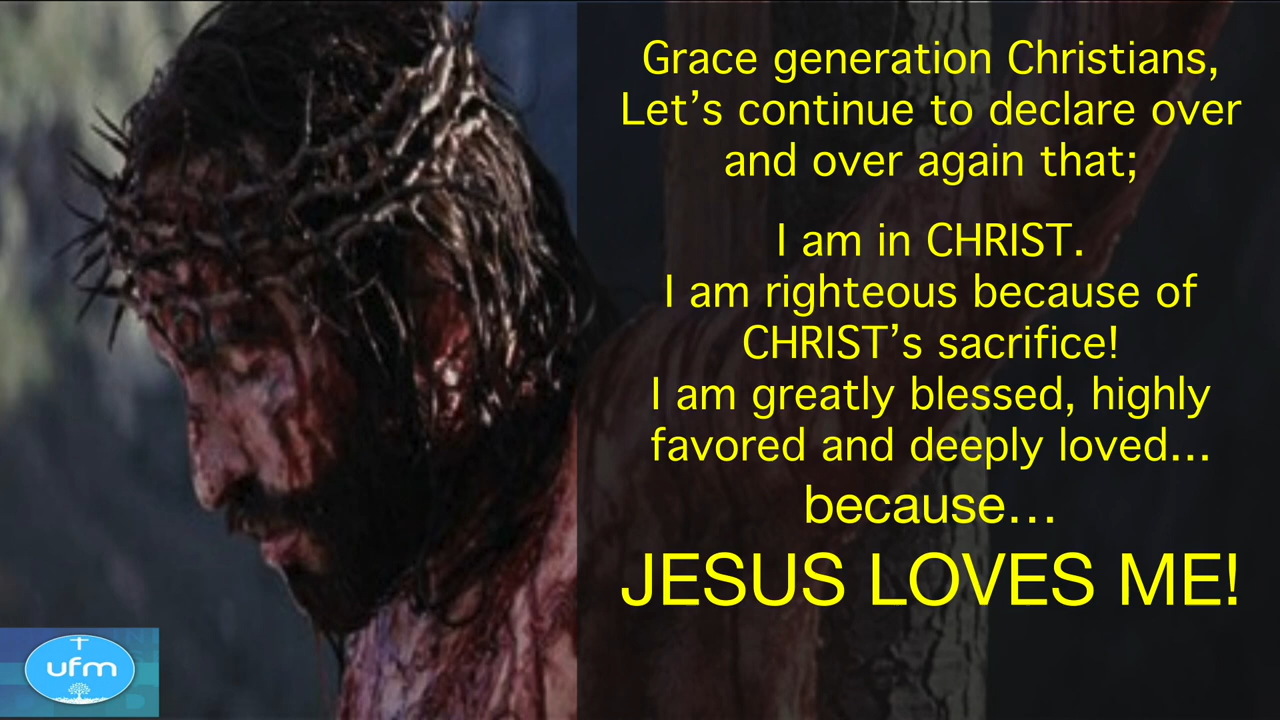 Grace generation Christians,
Let’s continue to declare over
and over again that;
I am in CHRIST.
I am righteous because of
CHRIST’s sacrifice!
I am greatly blessed, highly
favored and deeply loved...
because...
JESUS LOVES ME!
ufm